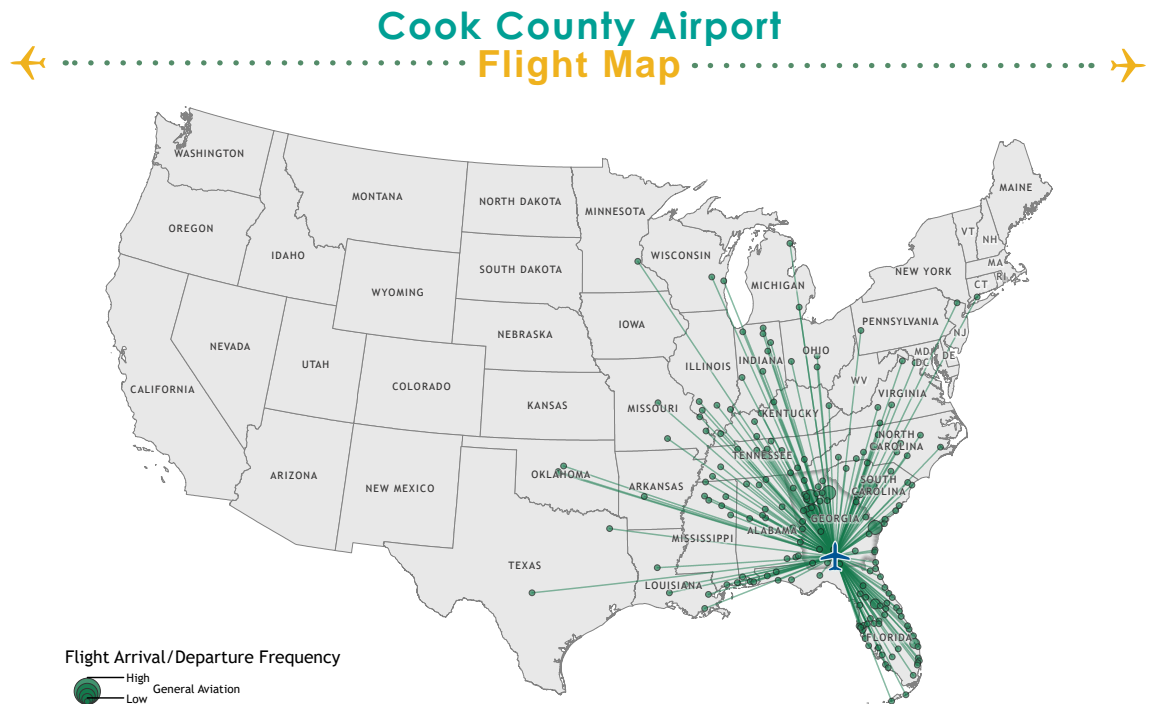 Cook County Airport
Flight Map
WASHINGTON
MAINE
MONTANA
NORTH DAKOTA
MINNESOTA
OREGON
VT
NH
IDAHO
WISCONSIN
MA
SOUTH DAKOTA
NEW YORK
RI
MICHIGAN
CT
WYOMING
IOWA
PENNSYLVANIA
NEBRASKA
NJ
NEVADA
OHIO
MD
DE
INDIANA
DC
UTAH
ILLINOIS
WV
COLORADO
CALIFORNIA
VIRGINIA
KANSAS
MISSOURI
KENTUCKY
NORTH
CAROLINA
TENNESSEE
ARIZONA
OKLAHOMA
SOUTH
CAROLINA
NEW MEXICO
ARKANSAS
GEORGIA
ALABAMA
MISSISSIPPI
TEXAS
LOUISIANA
FLORIDA
Flight Arrival/Departure Frequency
High
General Aviation
Low